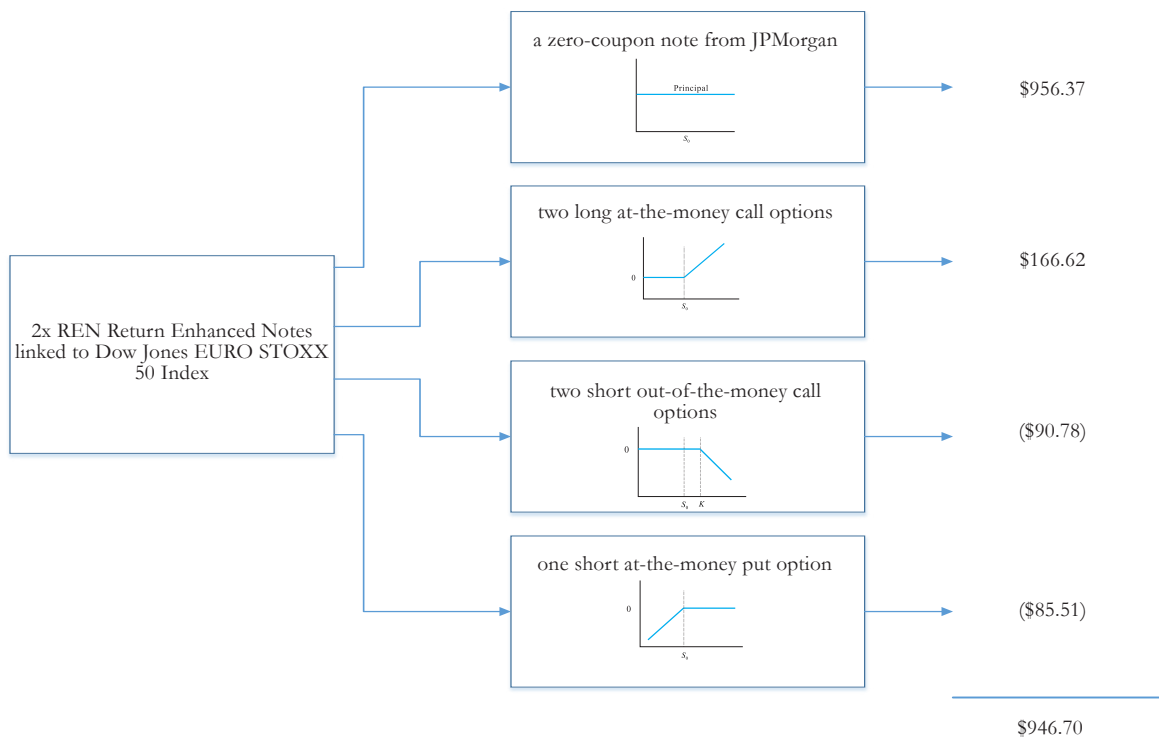 a zero-coupon note from JPMorgan
Principal
S₀
$956.37
two long at-the-money call options
0
S₀
$166.62
2x REN Return Enhanced Notes
linked to Dow Jones EURO STOXX
50 Index
two short out-of-the-money call
options
0
S₀ K
($90.78)
one short at-the-money put option
0
S₀
($85.51)
$946.70